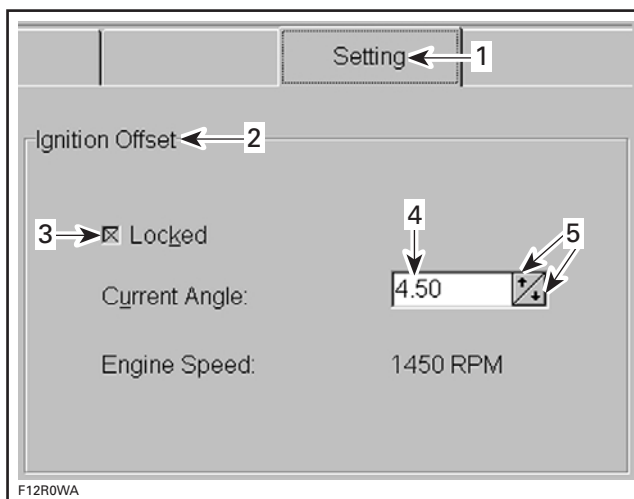 Setting 1
Ignition Offset 2
3 Locked
4
5
Current Angle: 4.50
Engine Speed: 1450 RPM
F12R0WA